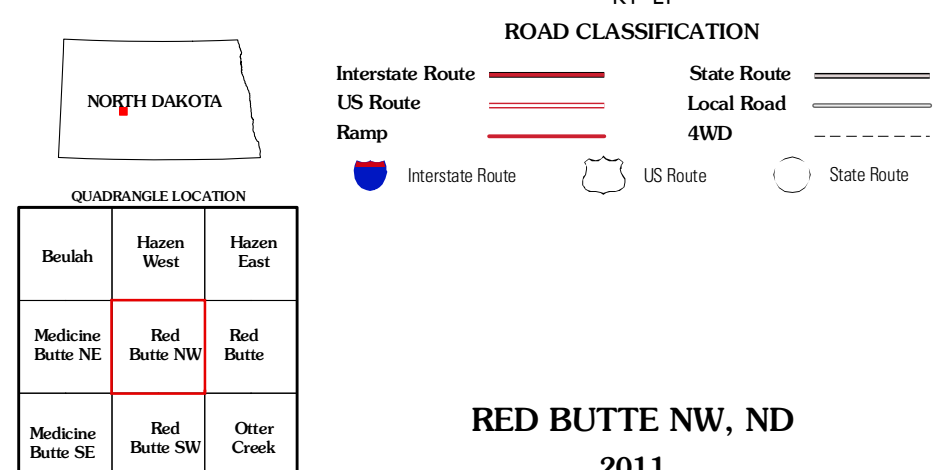 ROAD CLASSIFICATION
Interstate Route
State Route
US Route
Local Road
Ramp
4WD
Interstate Route
US Route
State Route
NORTH DAKOTA
QUADRANGLE LOCATION
Beulah
Hazen
West
Hazen
East
Medicine
Butte NE
Red
Butte NW
Red
Butte
Medicine
Butte SE
Red
Butte SW
Otter
Creek
RED BUTTE NW, ND
2011